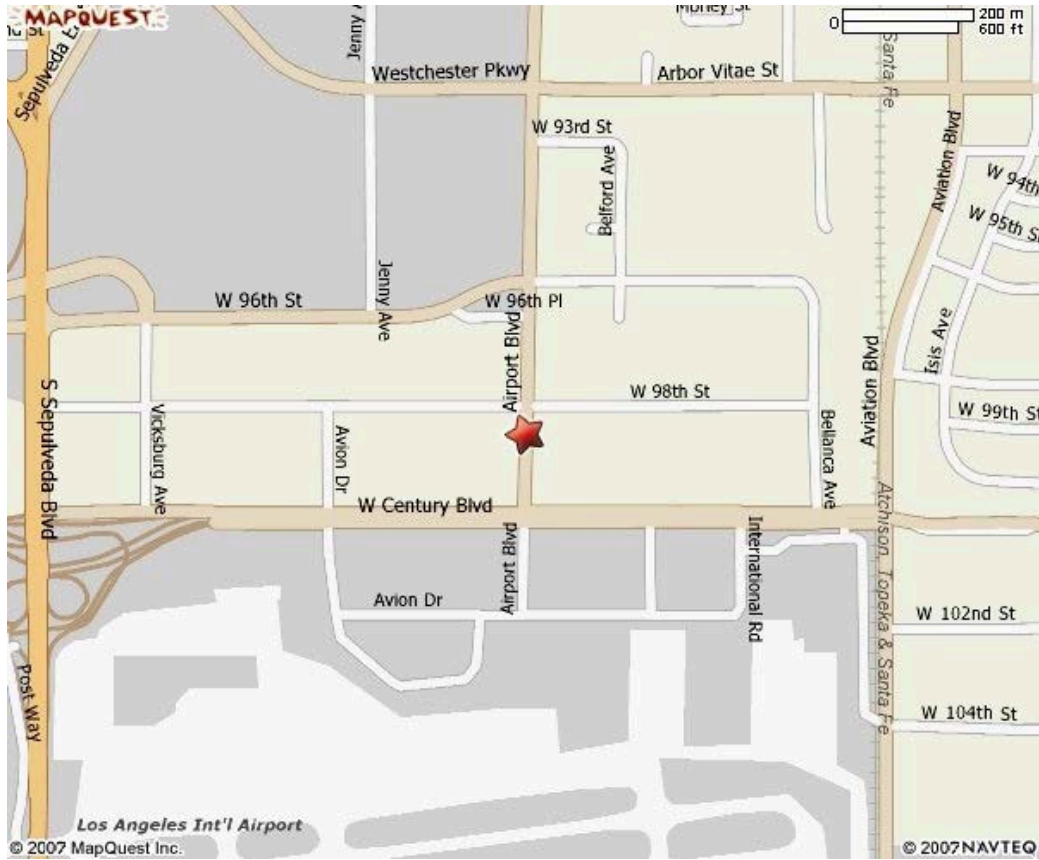 MAPQUEST
Morley St
0
200 m
600 ft
Sepulveda
Jenny
Westchester Pkwy
Arbor Vitae St
Santa Fe
W 93rd St
Belford Ave
Aviation Blvd
W 94th
W 95th St
Jenny Ave
W 96th St
W 96th Pl
Airport Blvd
Isis Ave
Aviation Blvd
W 98th St
W 99th St
S Sepulveda Blvd
Vicksburg Ave
Avion Dr
Bellanca Ave
W Century Blvd
Airport Blvd
International Rd
Atchison, Topeka & Santa Fe
Avion Dr
W 102nd St
Post Way
W 104th St
Los Angeles Int'l Airport
© 2007 MapQuest Inc.
© 2007 NAVTEQ